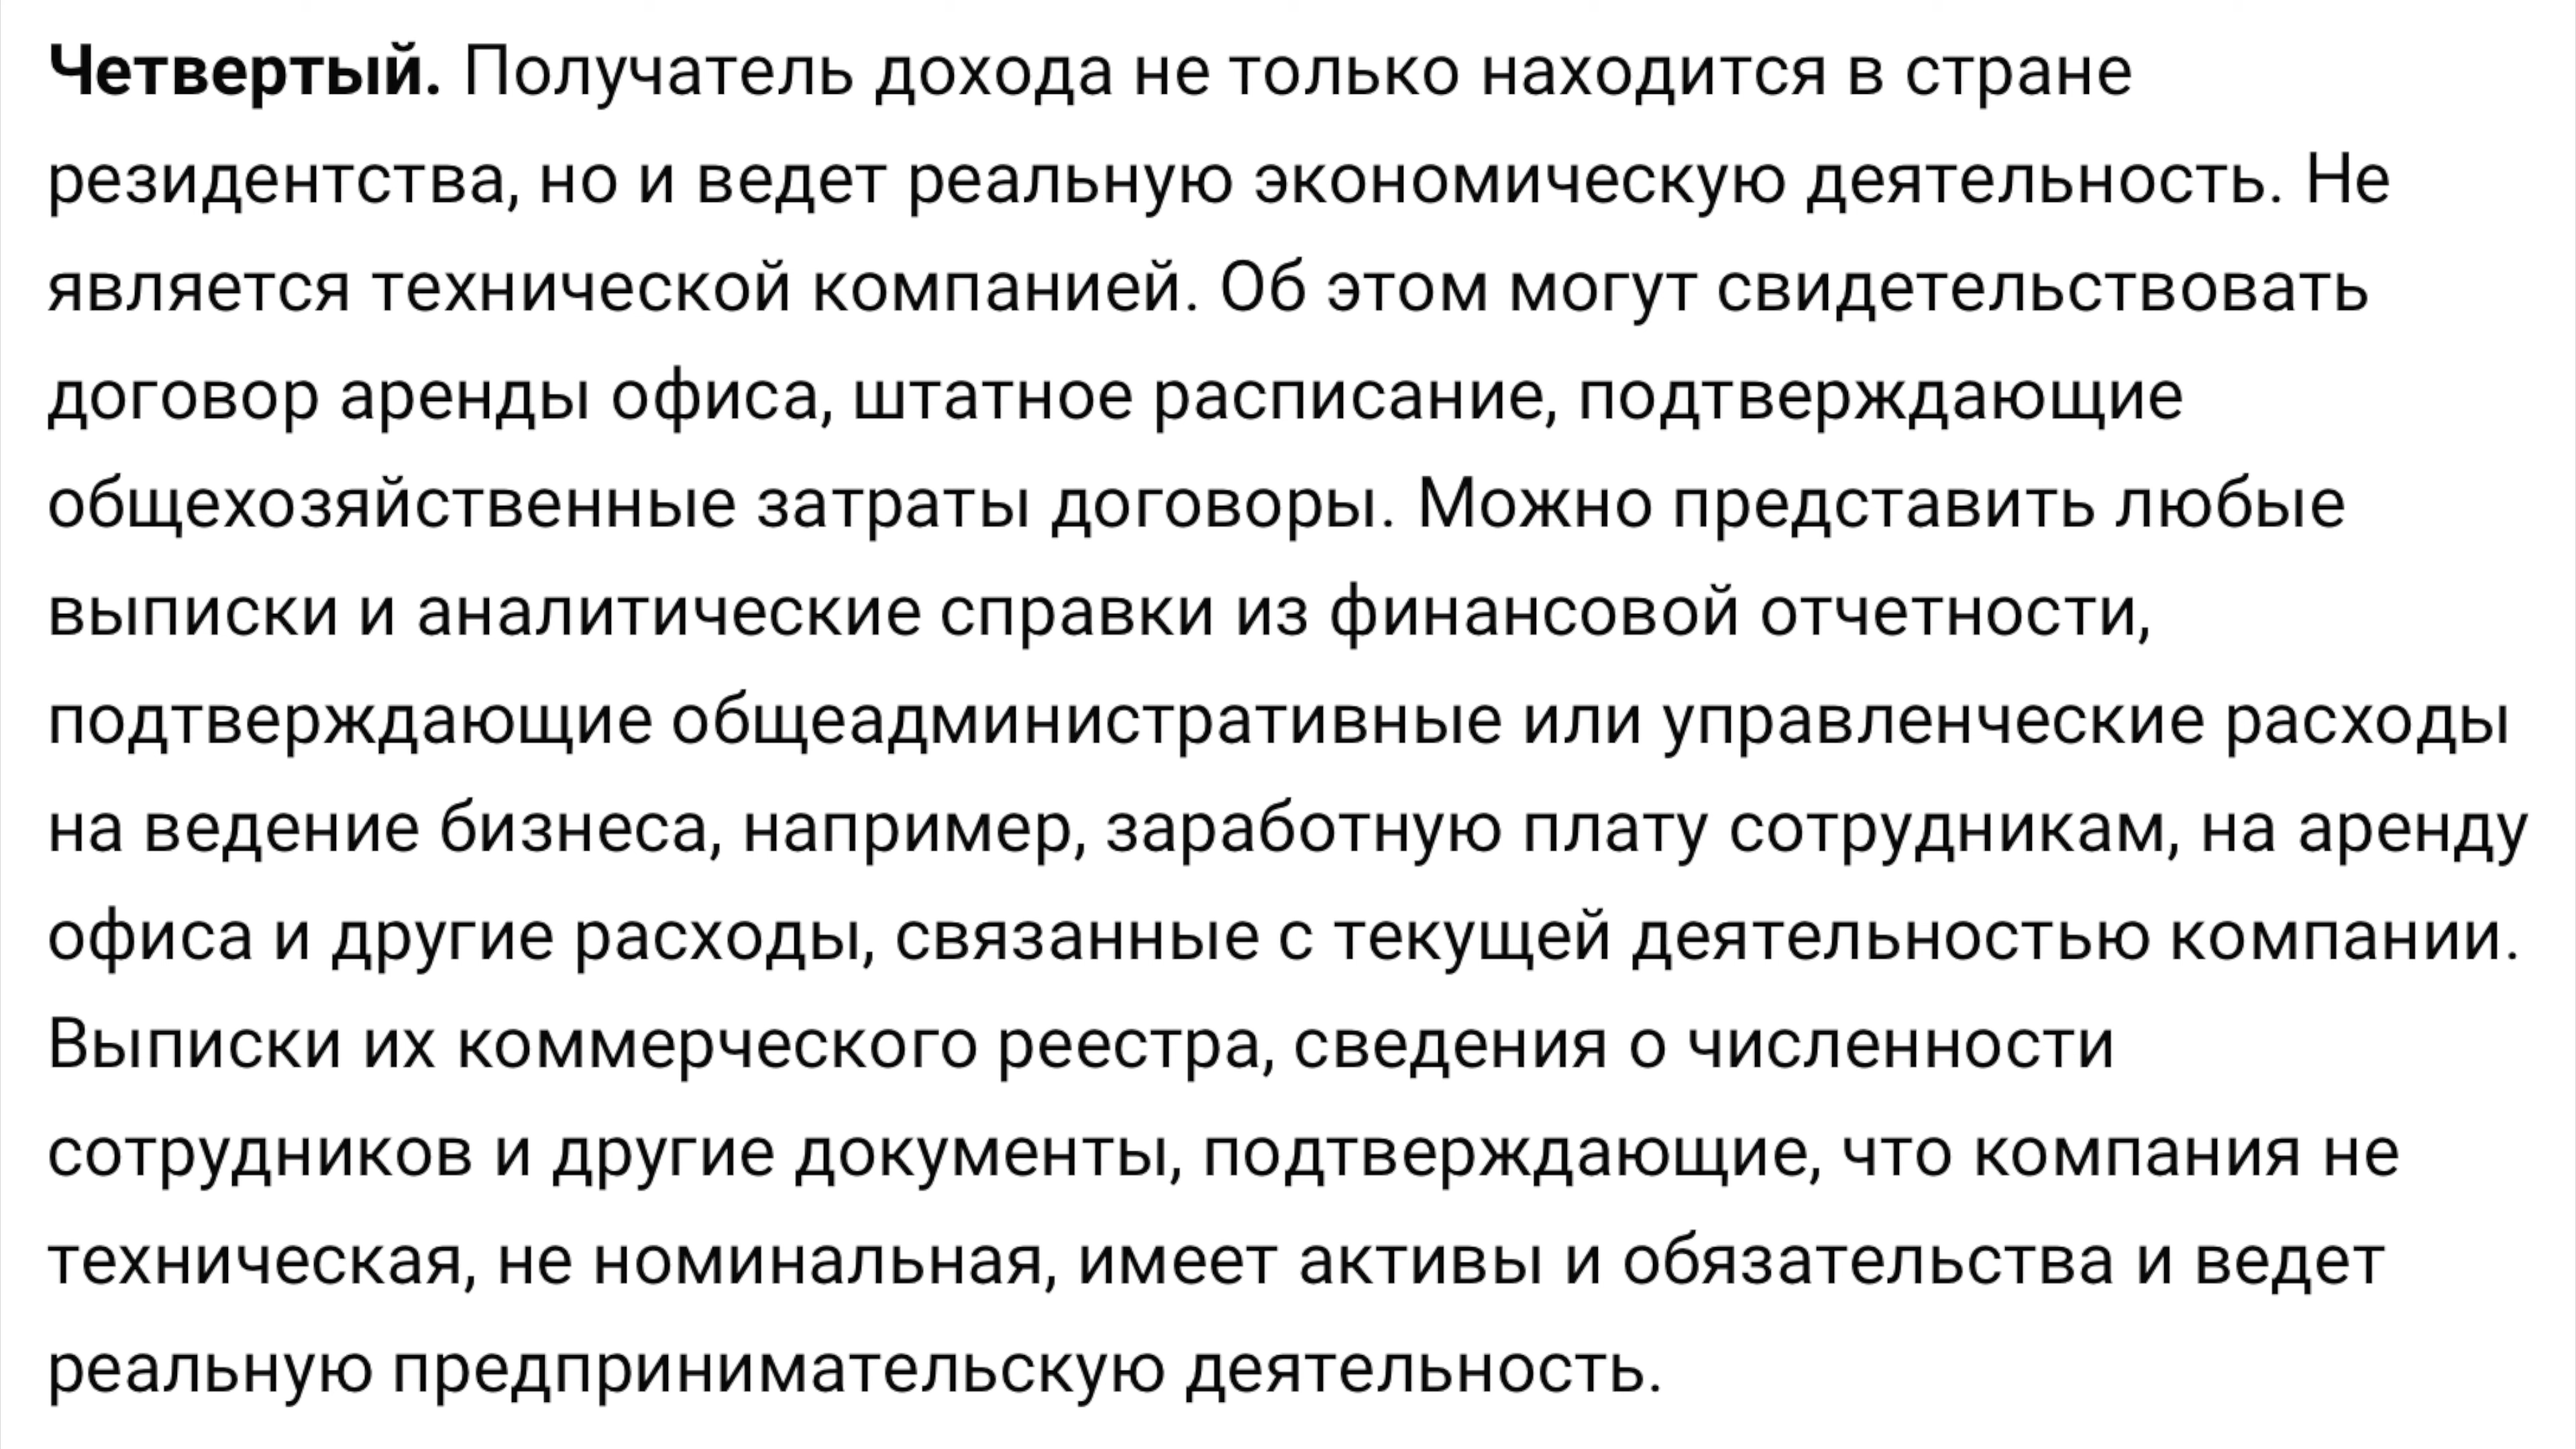 Четвертый. Получатель дохода не только находится в стране
резидентства, но и ведет реальную экономическую деятельность. Не
является технической компанией. Об этом могут свидетельствовать
договор аренды офиса, штатное расписание, подтверждающие
общехозяйственные затраты договоры. Можно представить любые
выписки и аналитические справки из финансовой отчетности,
подтверждающие общеадминистративные или управленческие расходы
на ведение бизнеса, например, заработную плату сотрудникам, на аренду
офиса и другие расходы, связанные с текущей деятельностью компании.
Выписки их коммерческого реестра, сведения о численности
сотрудников и другие документы, подтверждающие, что компания не
техническая, не номинальная, имеет активы и обязательства и ведет
реальную предпринимательскую деятельность.